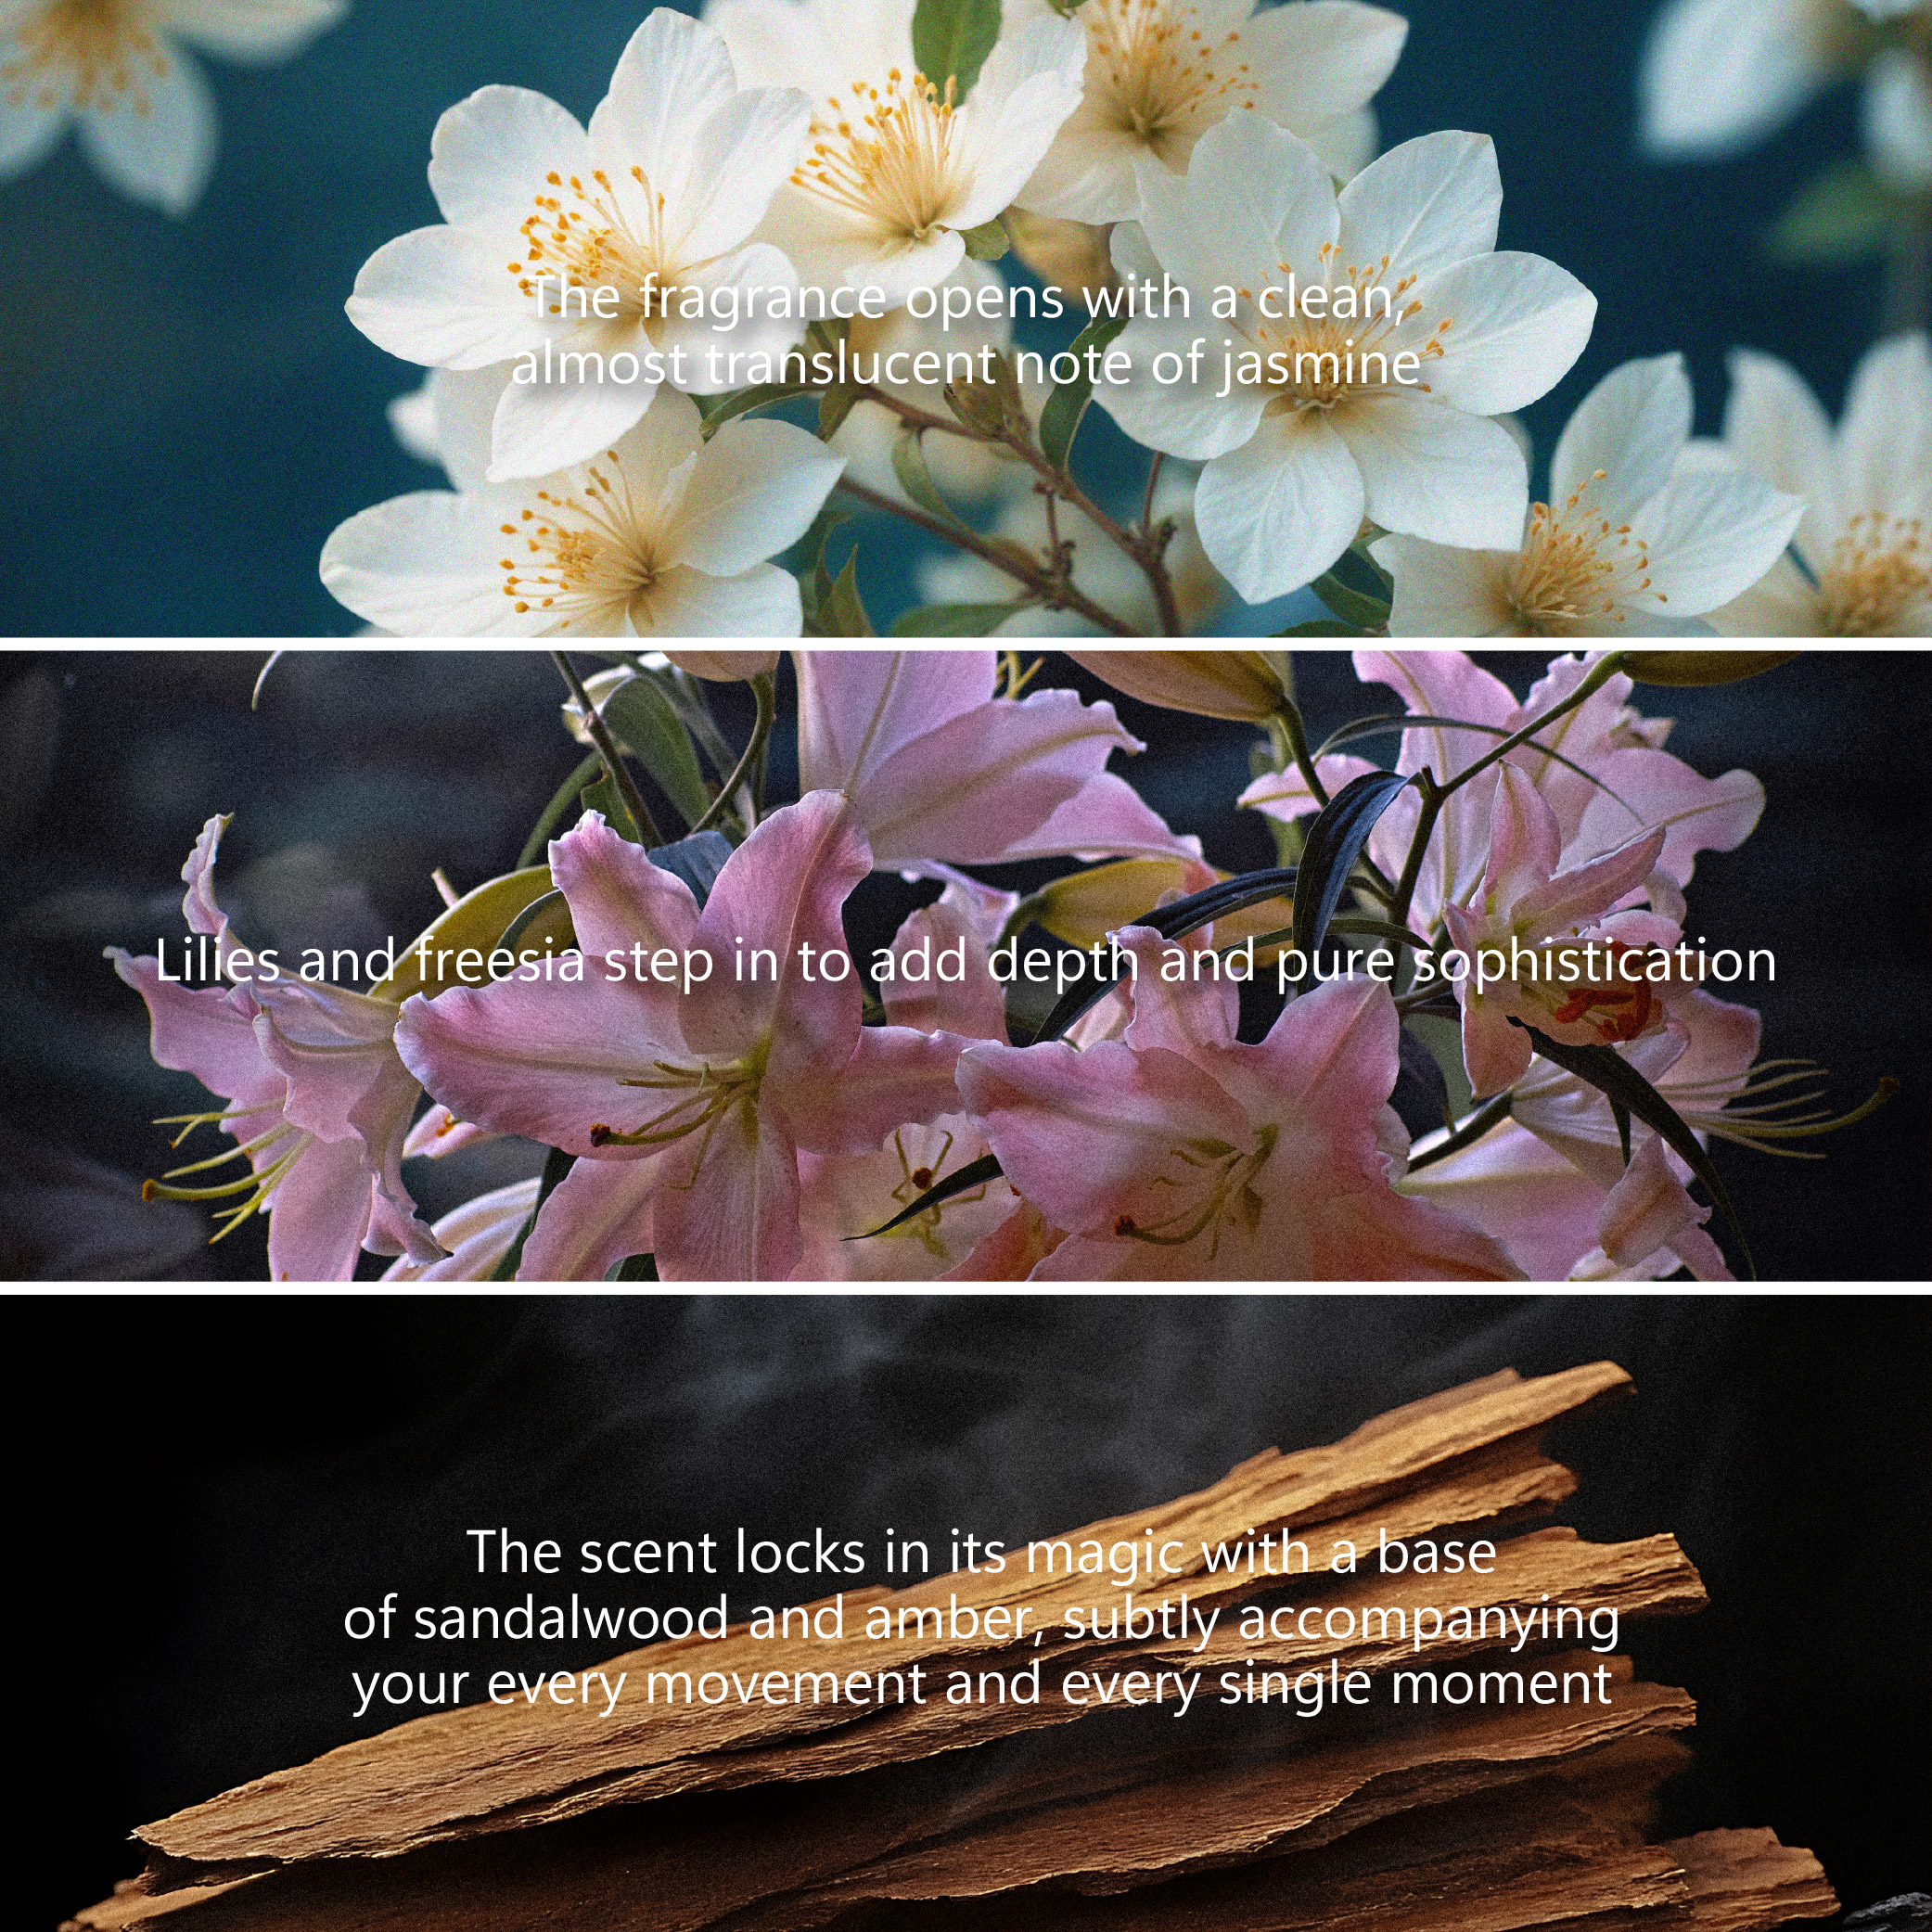 The fragrance opens with a clean,
almost translucent note of jasmine
Lilies and freesia step in to add depth and pure sophistication
The scent locks in its magic with a base
of sandalwood and amber, subtly accompanying
your every movement and every single moment